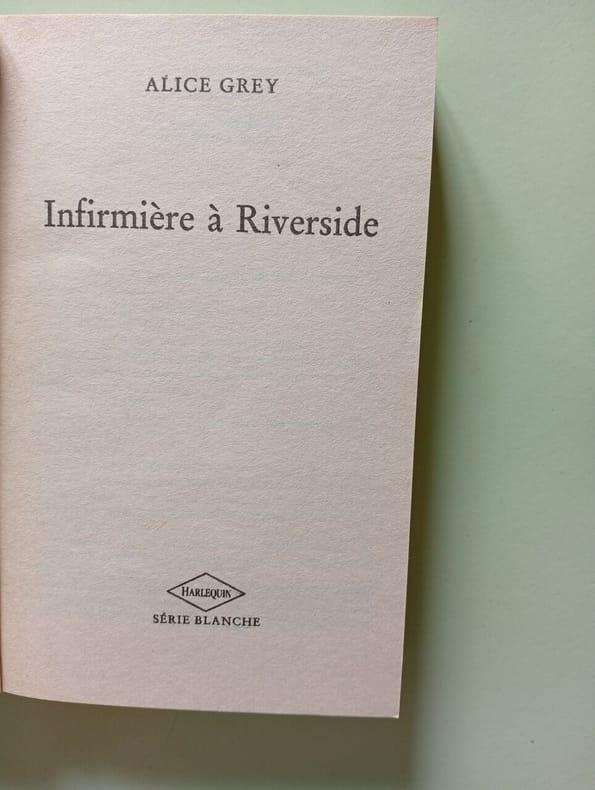 ALICE GREY
Infirmière à Riverside
HARLEQUIN
SÉRIE BLANCHE